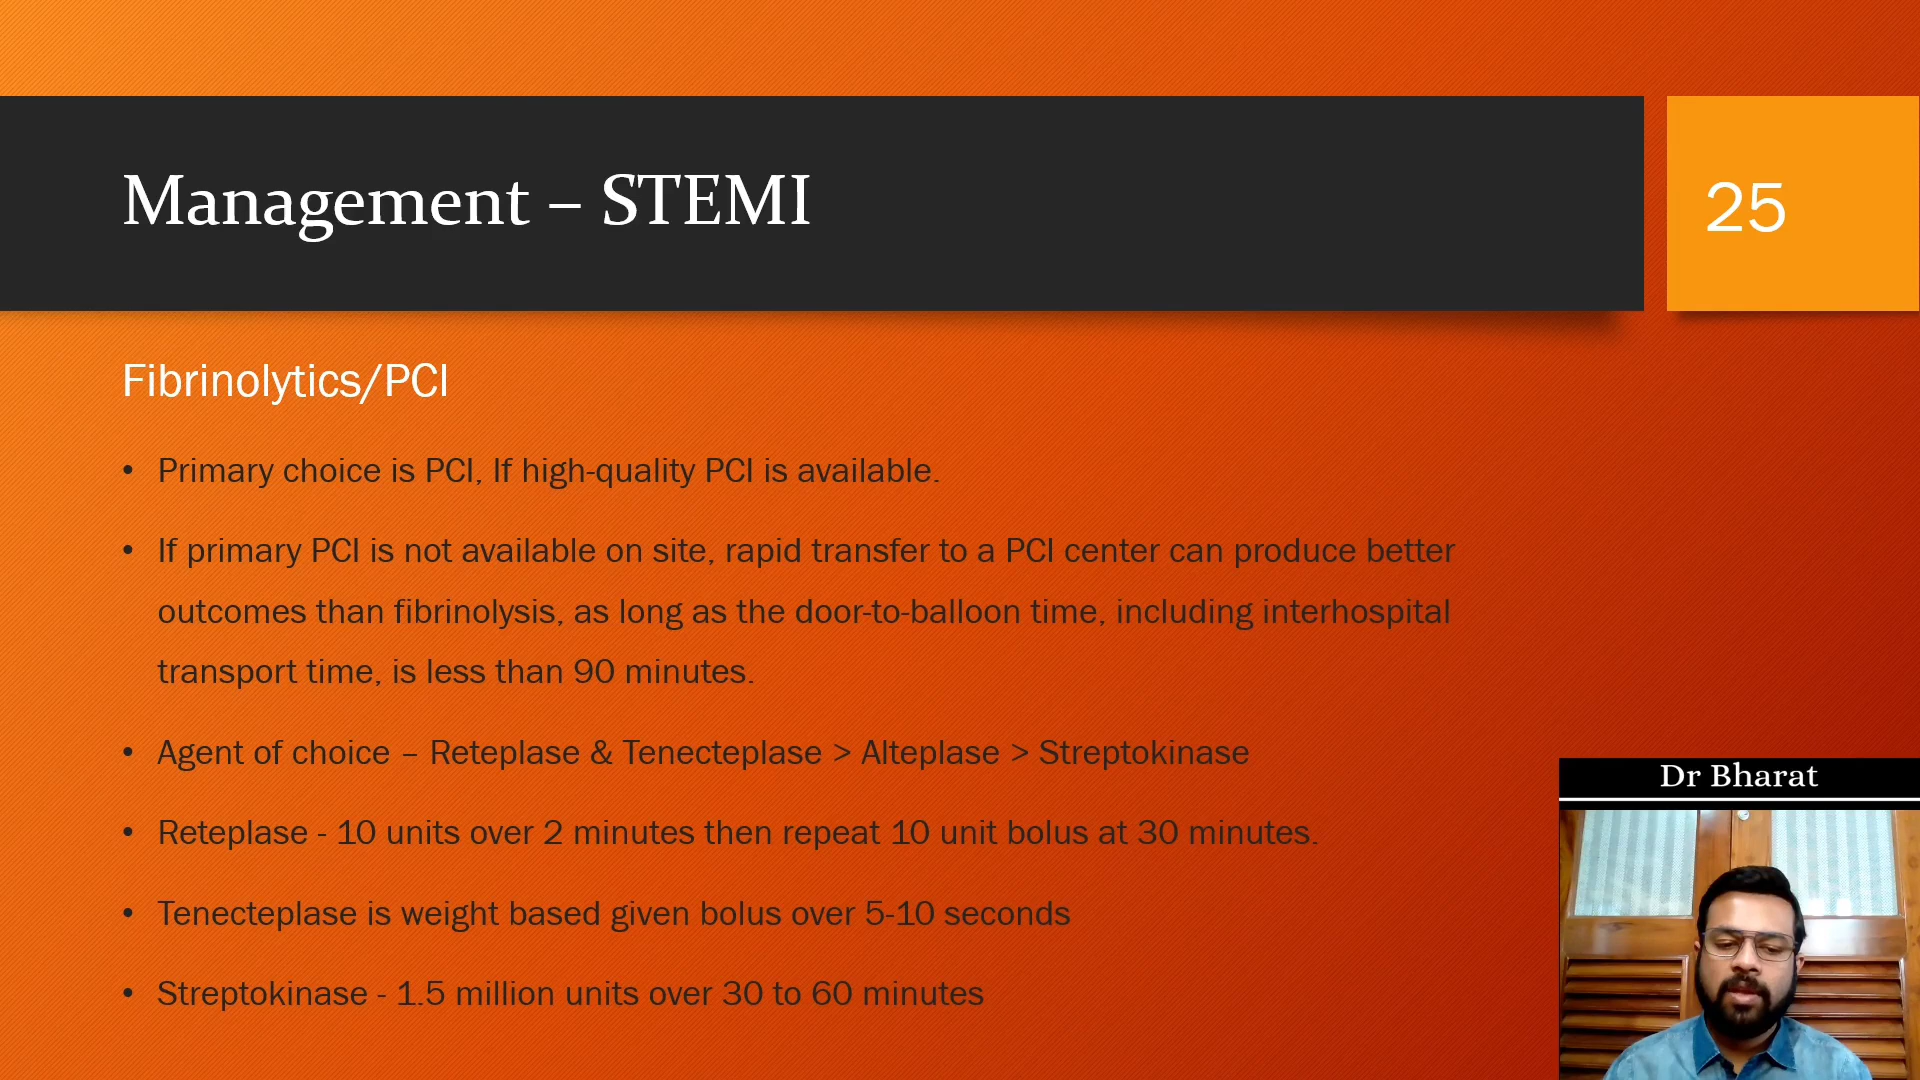 Management – STEMI
25
Fibrinolytics/PCI
• Primary choice is PCI, If high-quality PCI is available.
• If primary PCI is not available on site, rapid transfer to a PCI center can produce better
outcomes than fibrinolysis, as long as the door-to-balloon time, including interhospital
transport time, is less than 90 minutes.
• Agent of choice – Reteplase & Tenecteplase > Alteplase > Streptokinase
• Reteplase - 10 units over 2 minutes then repeat 10 unit bolus at 30 minutes.
• Tenecteplase is weight based given bolus over 5-10 seconds
• Streptokinase - 1.5 million units over 30 to 60 minutes
Dr Bharat